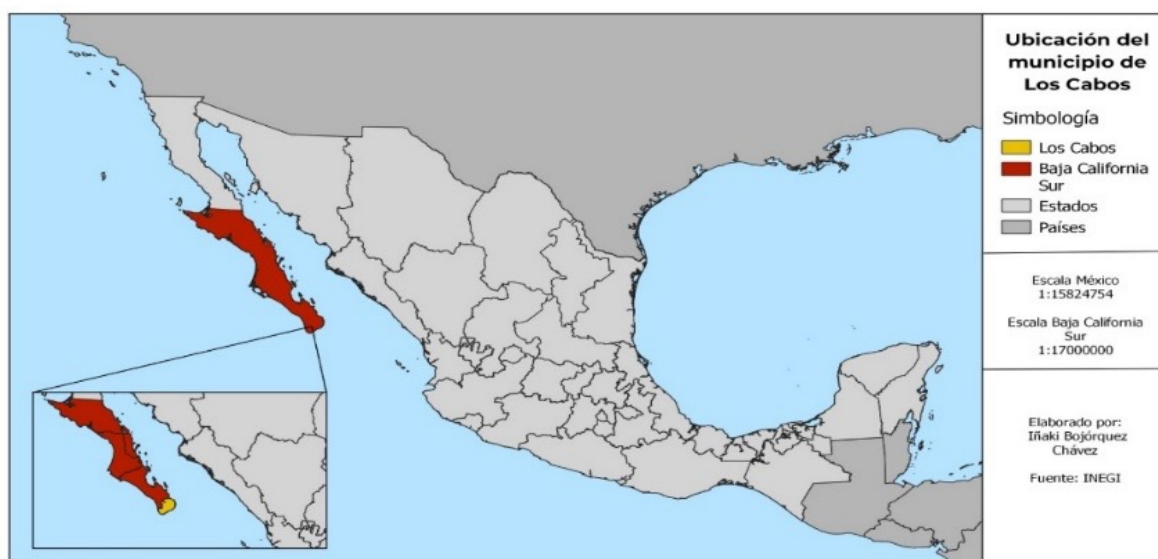 Ubicación del
municipio de
Los Cabos
Simbología
Los Cabos
Baja California
Sur
Estados
Países
Escala México
1:15824754
Escala Baja California
Sur
1:17000000
Elaborado por:
Iñaki Bojórquez
Chávez
Fuente: INEGI